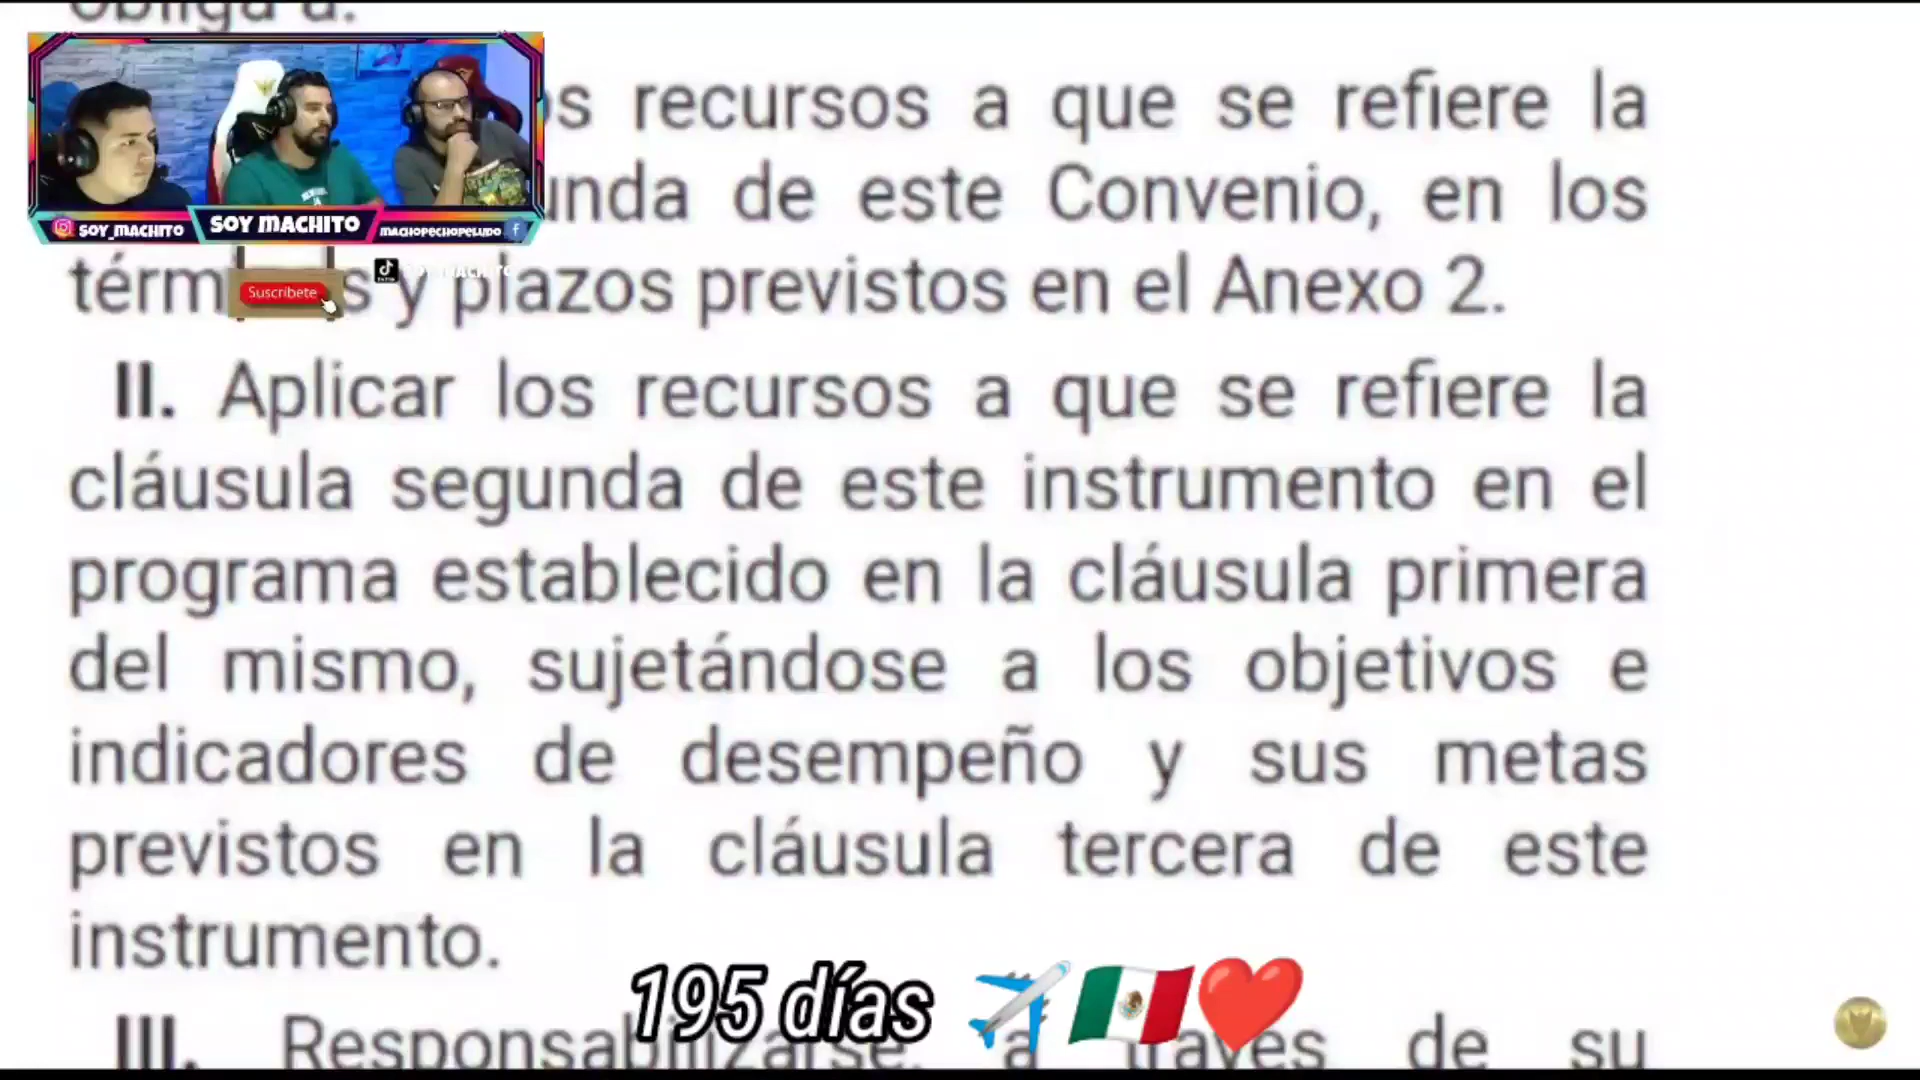 obliga a:
os recursos a que se refiere la
unda de este Convenio, en los
SOY_MACHITO
SOY MACHITO
MACHOPECHOPELUDO
Suscríbete
y plazos previstos en el Anexo 2.
II. Aplicar los recursos a que se refiere la
cláusula segunda de este instrumento en el
programa establecido en la cláusula primera
del mismo, sujetándose a los objetivos e
indicadores de desempeño y sus metas
previstos en la cláusula tercera de este
instrumento.
195 días
III. Responsabilizarse, a través de su